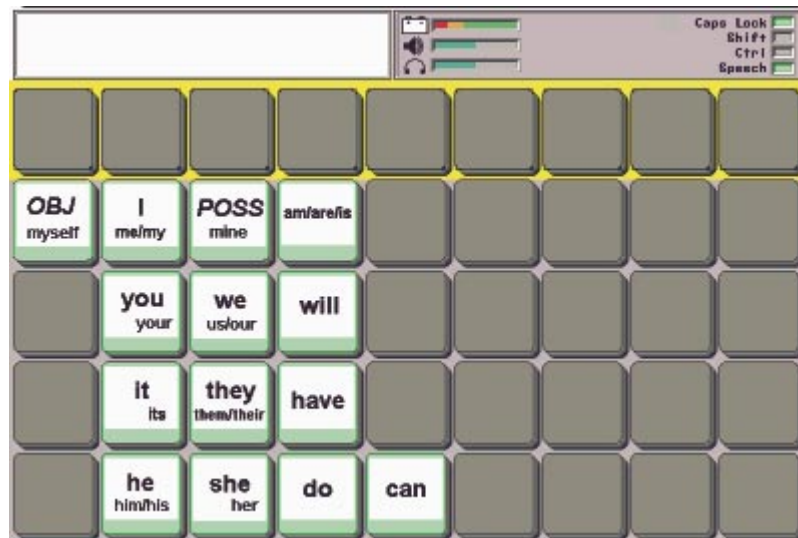 Caps Lock
Shift
Ctrl
Speech
OBJ I POSS am/are/is
myself me/my mine
you we will
your us/our
it they have
its them/their
he she do can
him/his her